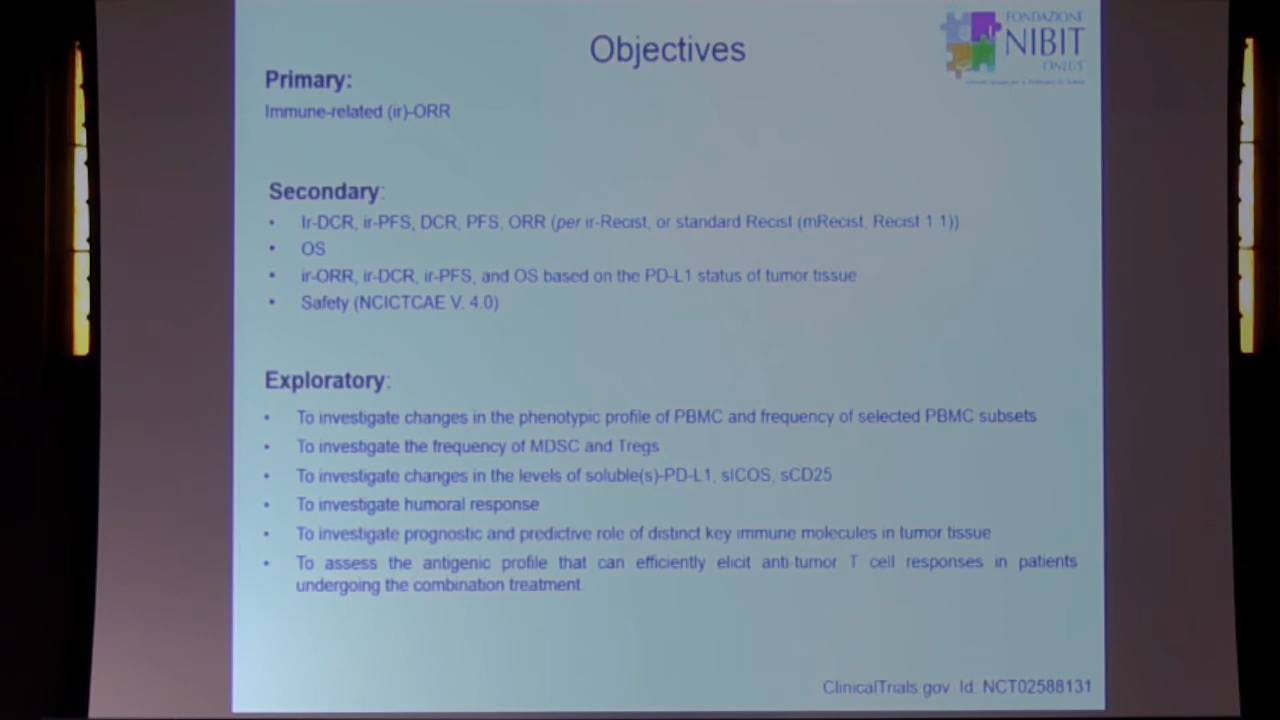 Objectives
FONDAZIONE
NIBIT
ONLUS
Primary:
Immune-related (ir)-ORR
Secondary:
• Ir-DCR, ir-PFS, DCR, PFS, ORR (per ir-Recist, or standard Recist (mRecist, Recist 1.1))
• OS
• ir-ORR, ir-DCR, ir-PFS, and OS based on the PD-L1 status of tumor tissue
• Safety (NCICTCAE V. 4.0)
Exploratory:
• To investigate changes in the phenotypic profile of PBMC and frequency of selected PBMC subsets
• To investigate the frequency of MDSC and Tregs
• To investigate changes in the levels of soluble(s)-PD-L1, sICOS, sCD25
• To investigate humoral response
• To investigate prognostic and predictive role of distinct key immune molecules in tumor tissue
• To assess the antigenic profile that can efficiently elicit anti-tumor T cell responses in patients
undergoing the combination treatment.
ClinicalTrials.gov Id: NCT02588131